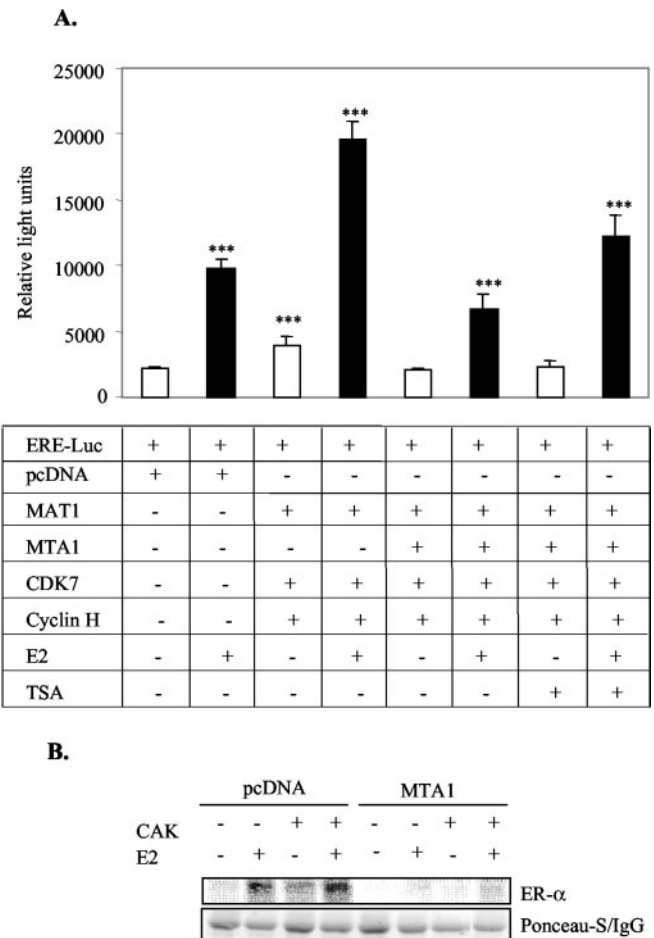 A.
25000
20000
15000
10000
5000
0
Relative light units
***
***
***
***
***
ERE-Luc + + + + + + + +
pcDNA + + - - - - - -
MAT1 - - + + + + + +
MTA1 - - - - + + + +
CDK7 - - + + + + + +
Cyclin H - - + + + + + +
E2 - + - + - + - +
TSA - - - - - - + +
B.
pcDNA MTA1
CAK - - + + - - + +
E2 - + - + - + - +
ER-α
Ponceau-S/IgG